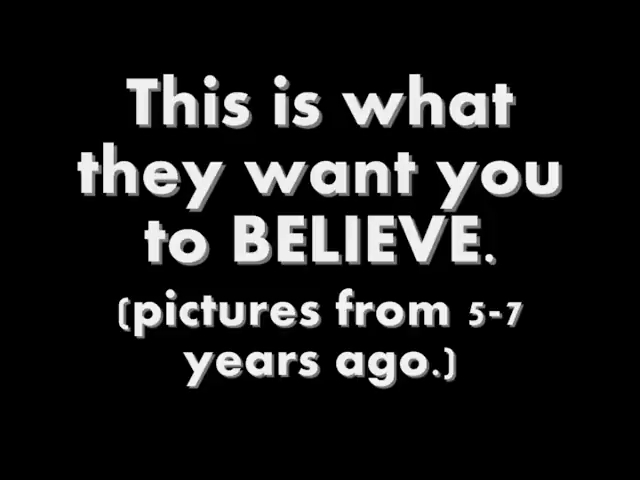 This is what
they want you
to BELIEVE.
(pictures from 5-7
years ago.)